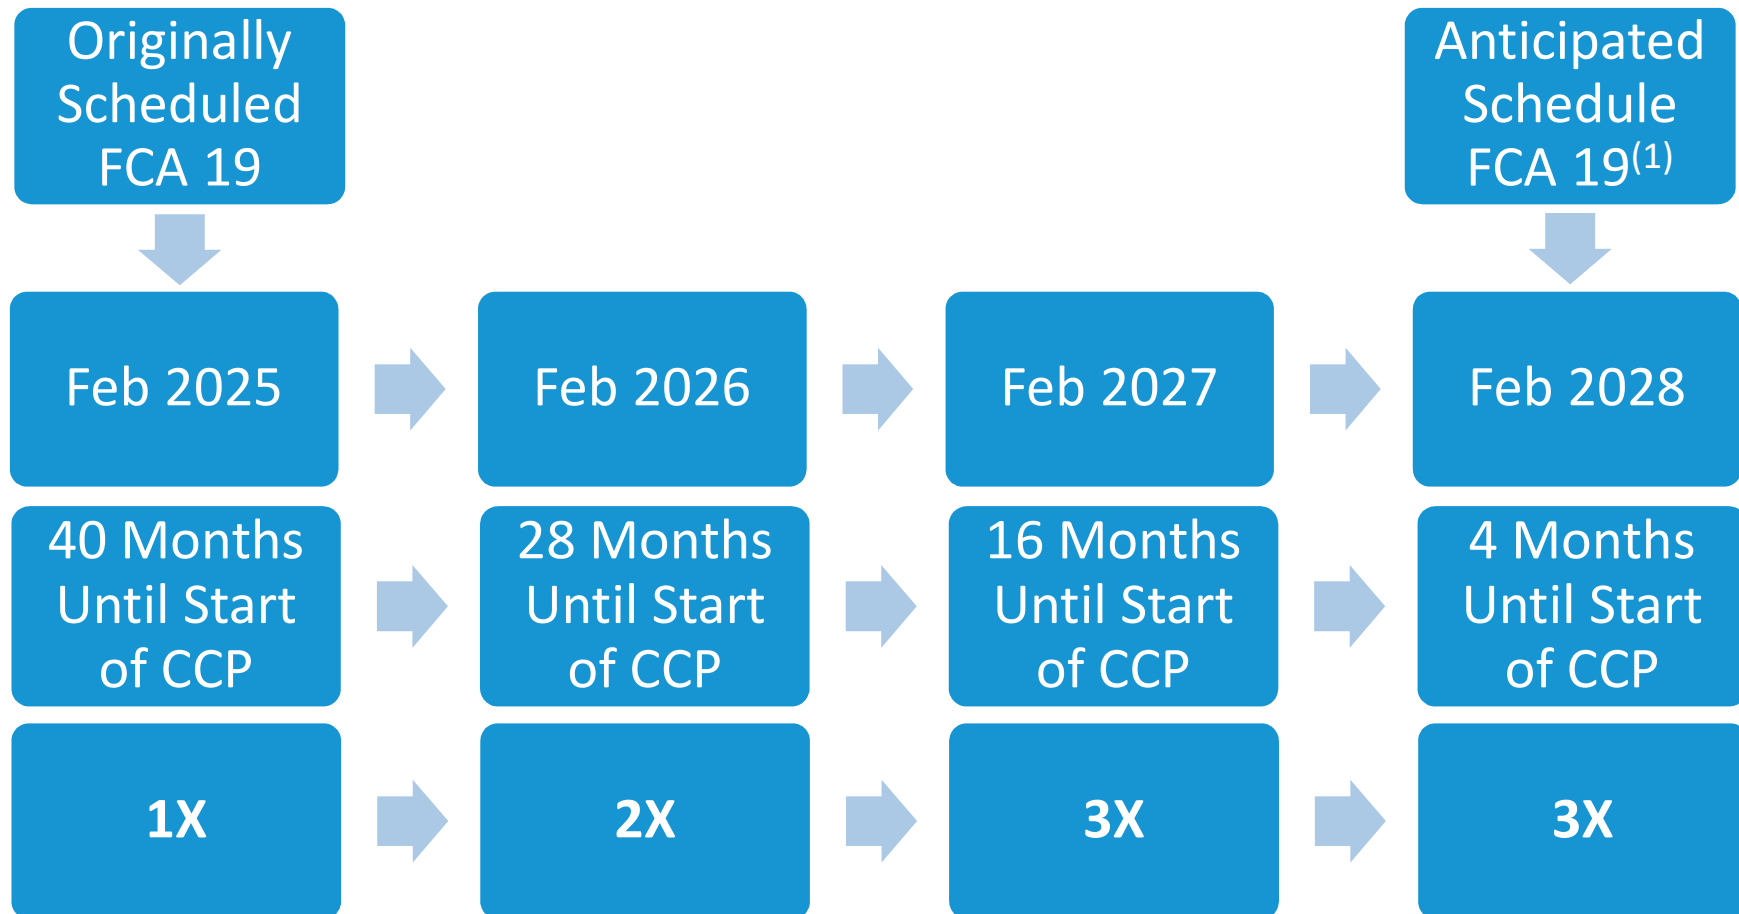 Originally
Scheduled
FCA 19
Anticipated
Schedule
FCA 19(1)
Feb 2025
Feb 2026
Feb 2027
Feb 2028
40 Months
Until Start
of CCP
28 Months
Until Start
of CCP
16 Months
Until Start
of CCP
4 Months
Until Start
of CCP
1X
2X
3X
3X